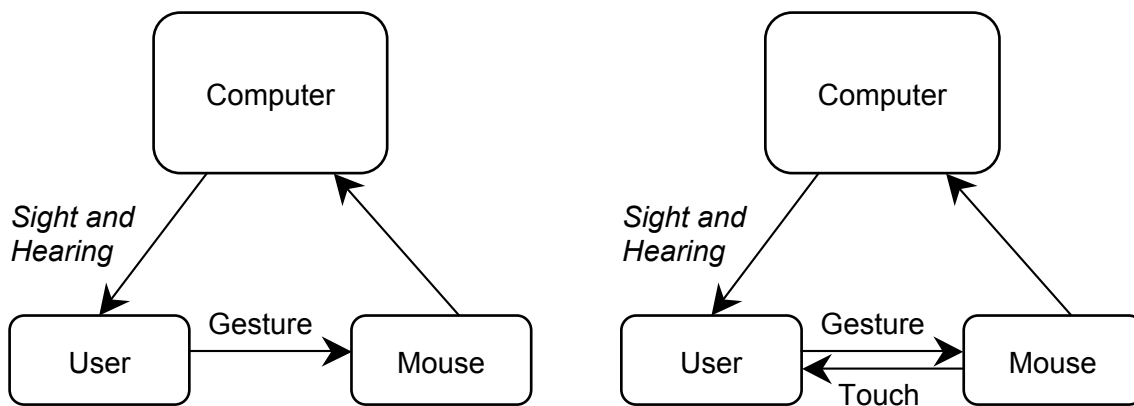 Computer
Sight and
Hearing
Gesture
User
Mouse
Computer
Sight and
Hearing
Gesture
User
Mouse
Touch